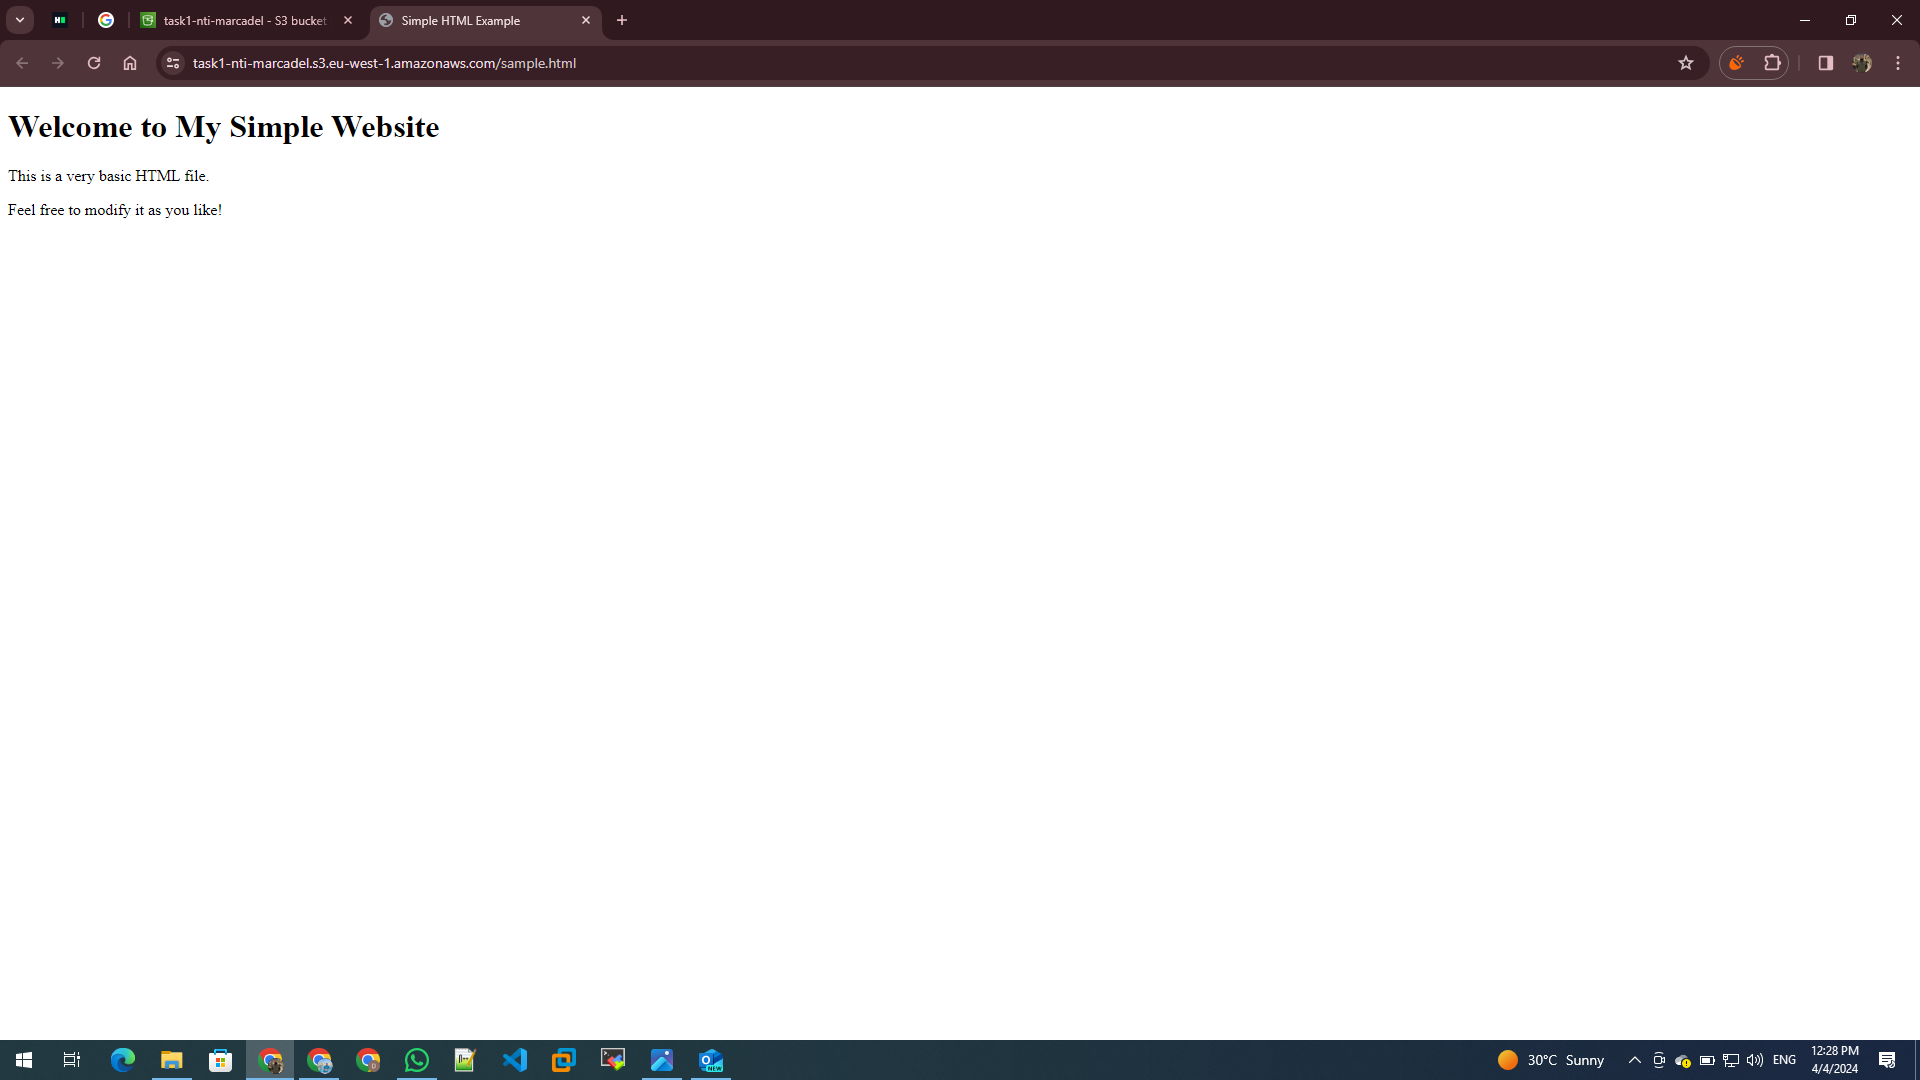 task1-nti-marcadel - S3 bucket
Simple HTML Example
task1-nti-marcadel.s3.eu-west-1.amazonaws.com/sample.html
Welcome to My Simple Website
This is a very basic HTML file.
Feel free to modify it as you like!
30°C Sunny
ENG
12:28 PM
4/4/2024